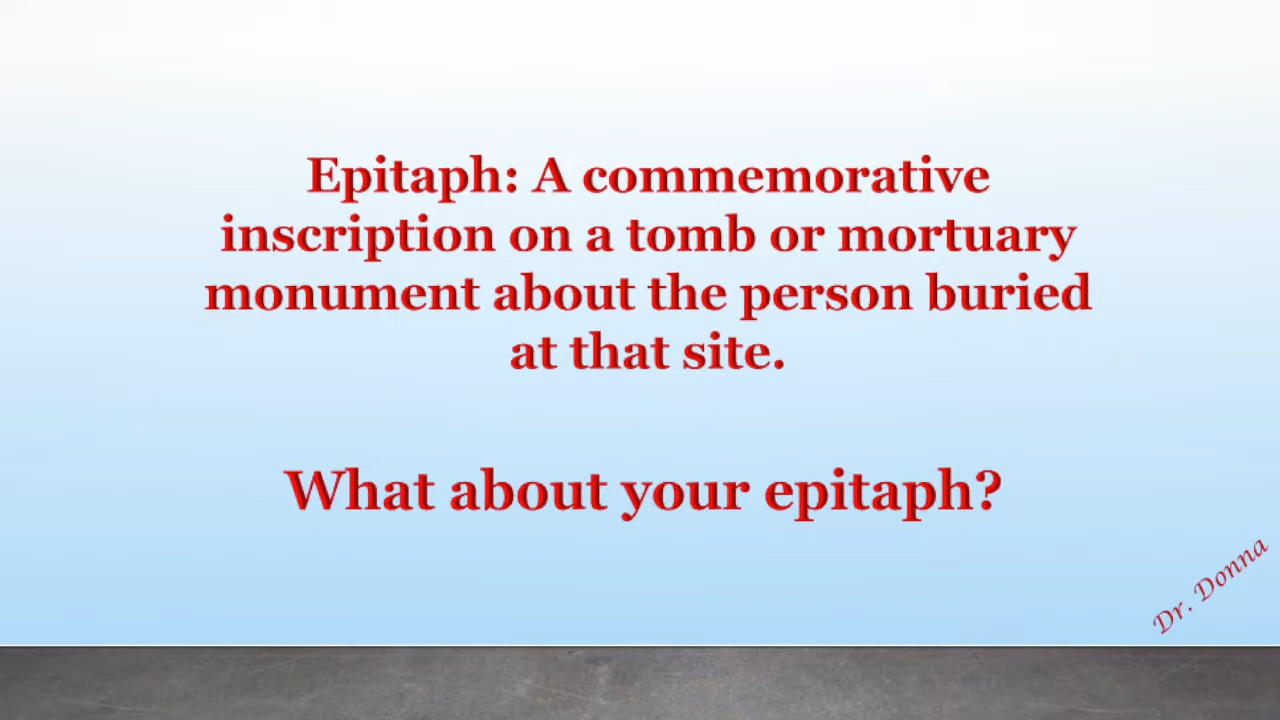 Epitaph: A commemorative
inscription on a tomb or mortuary
monument about the person buried
at that site.
What about your epitaph?
Dr. Donna